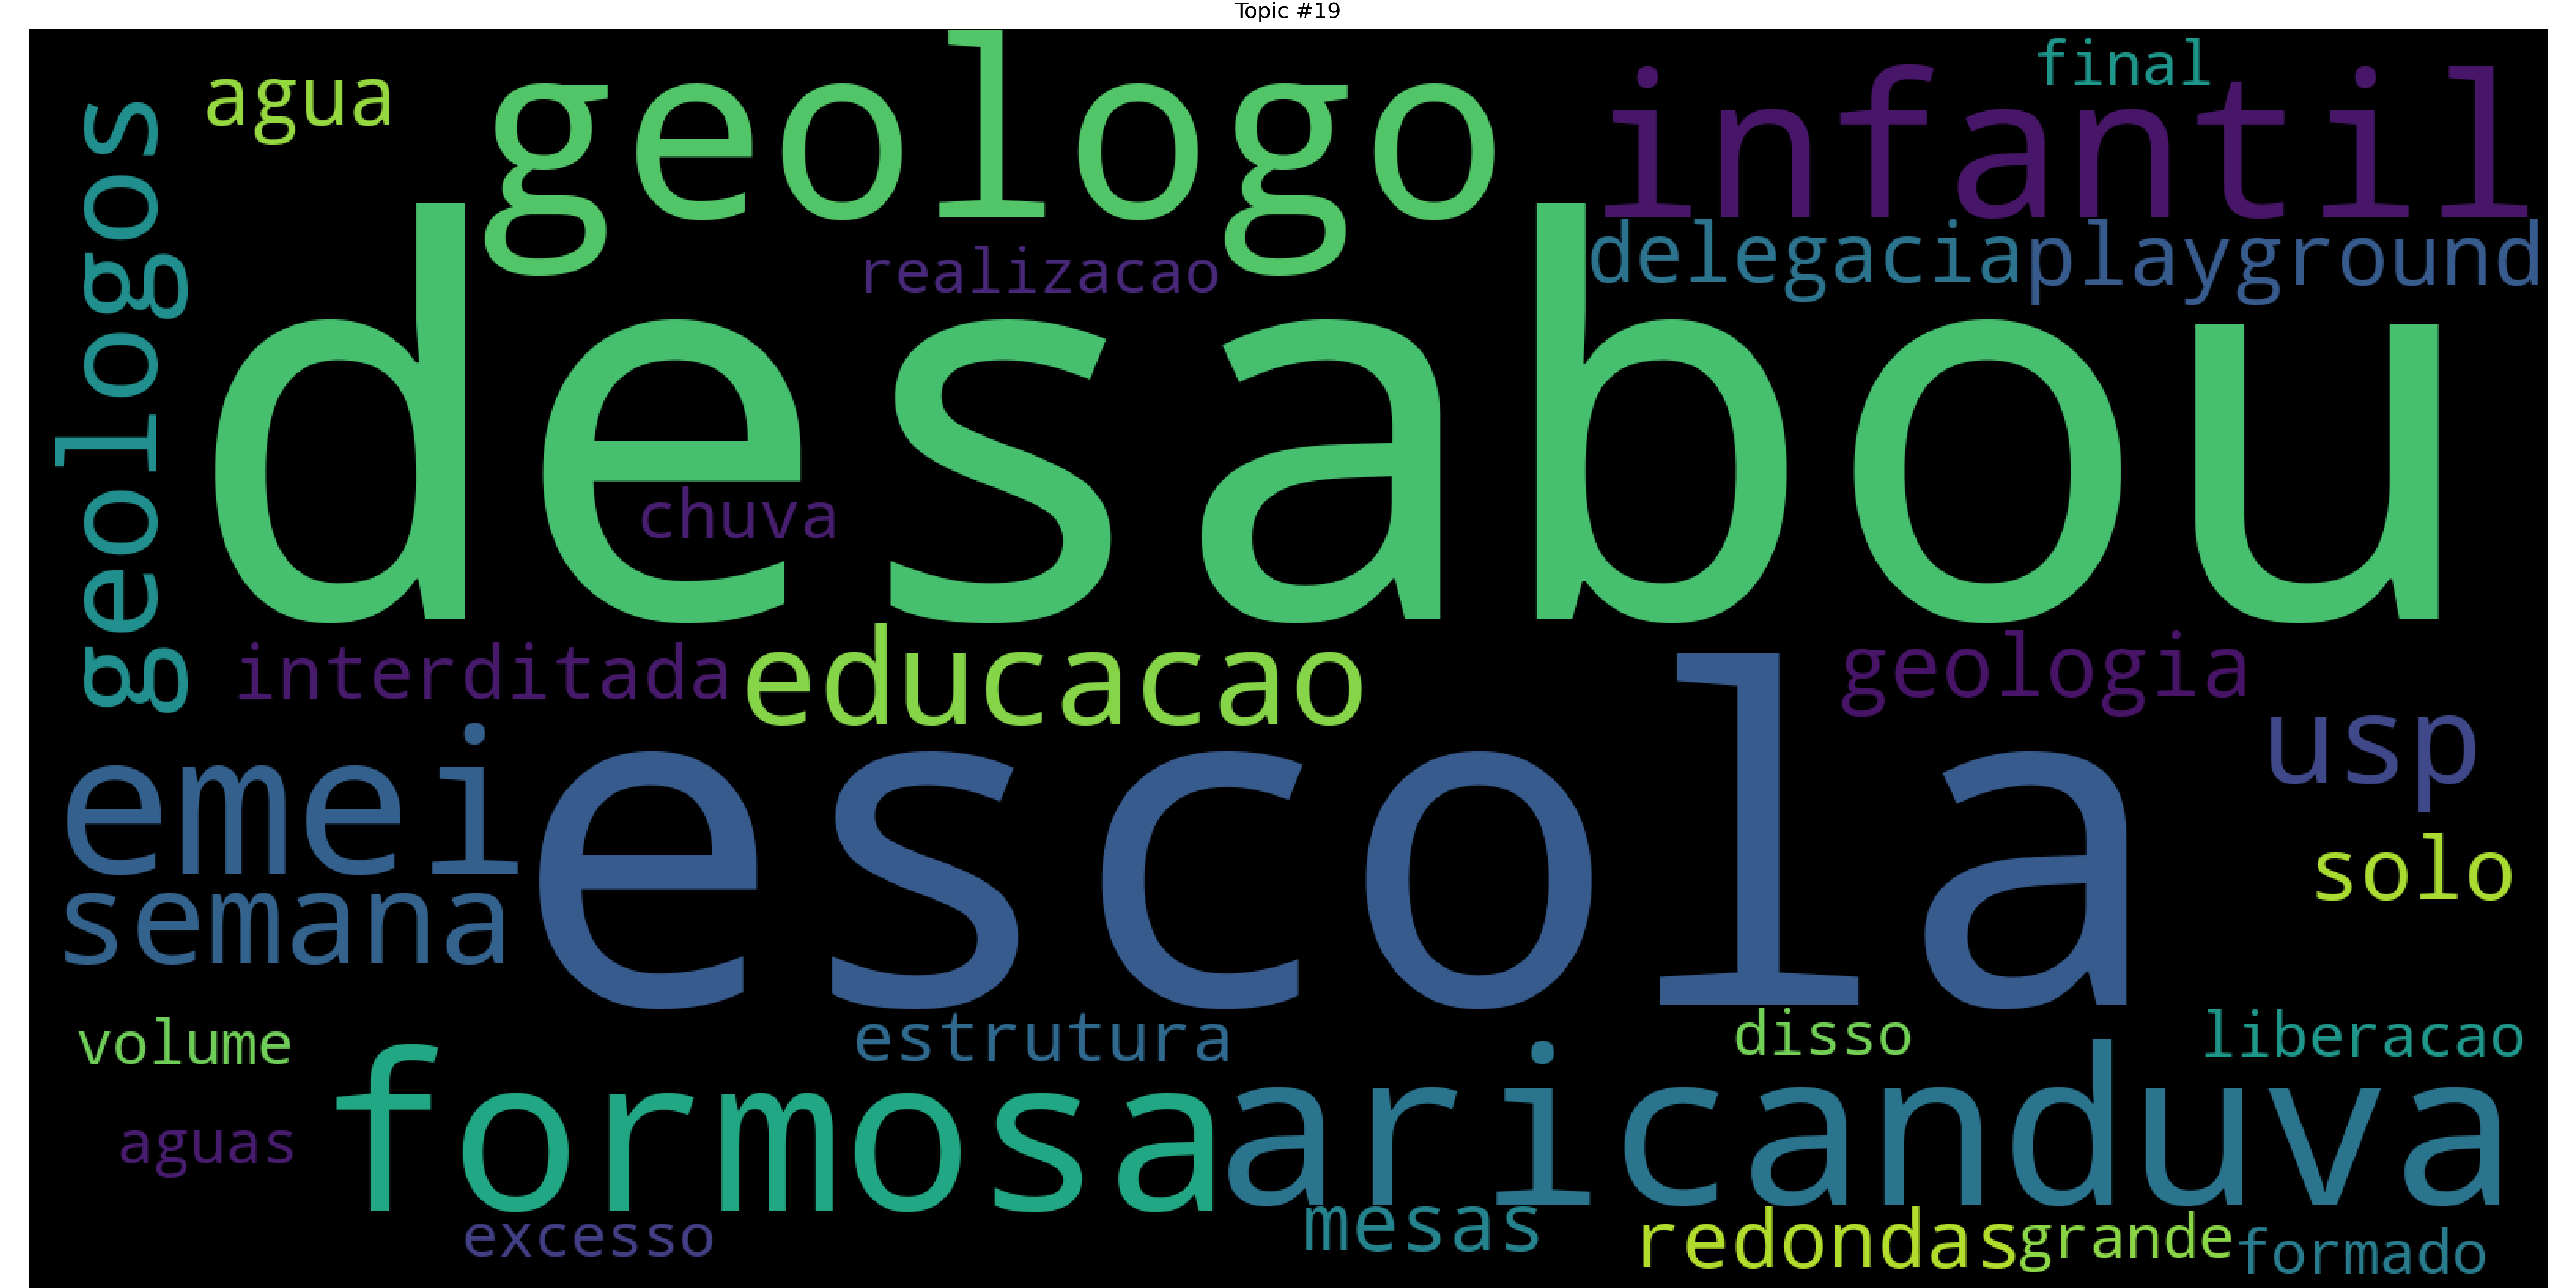 Topic #19
final
agua
geologo
infantil
geologos
delegacia
playground
realizacao
desabou
chuva
interditada
educacao
geologia
usp
emei
escola
solo
semana
volume
estrutura
disso
liberacao
aguas
formosa
aricanduva
excesso
mesas
redondas
grande
formado